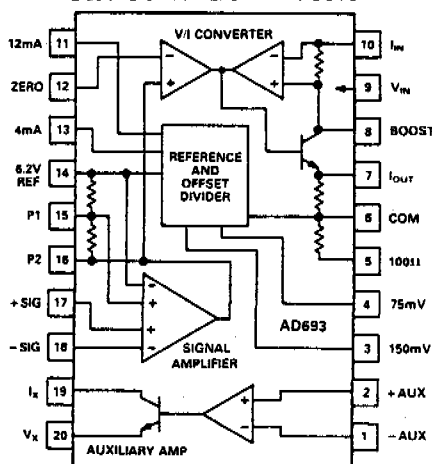 V/I CONVERTER
12mA 11
ZERO 12
4mA 13
6.2V
REF 14
P1 15
P2 16
+SIG 17
−SIG 18
Ix 19
Vx 20
REFERENCE
AND
OFFSET
DIVIDER
SIGNAL
AMPLIFIER
AD693
AUXILIARY AMP
10 IIN
9 VIN
8 BOOST
7 IOUT
6 COM
5 100Ω
4 75mV
3 150mV
2 +AUX
1 −AUX
− + − + − + + − + −